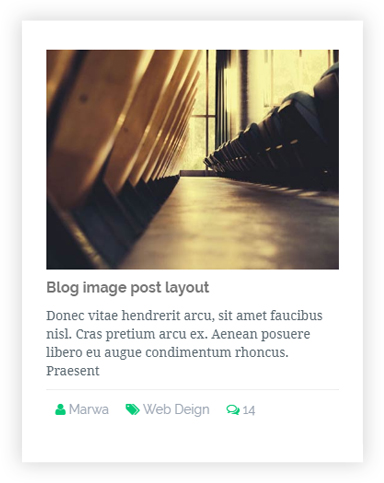 Blog image post layout
Donec vitae hendrerit arcu, sit amet faucibus
nisl. Cras pretium arcu ex. Aenean posuere
libero eu augue condimentum rhoncus.
Praesent
Marwa Web Deign 14